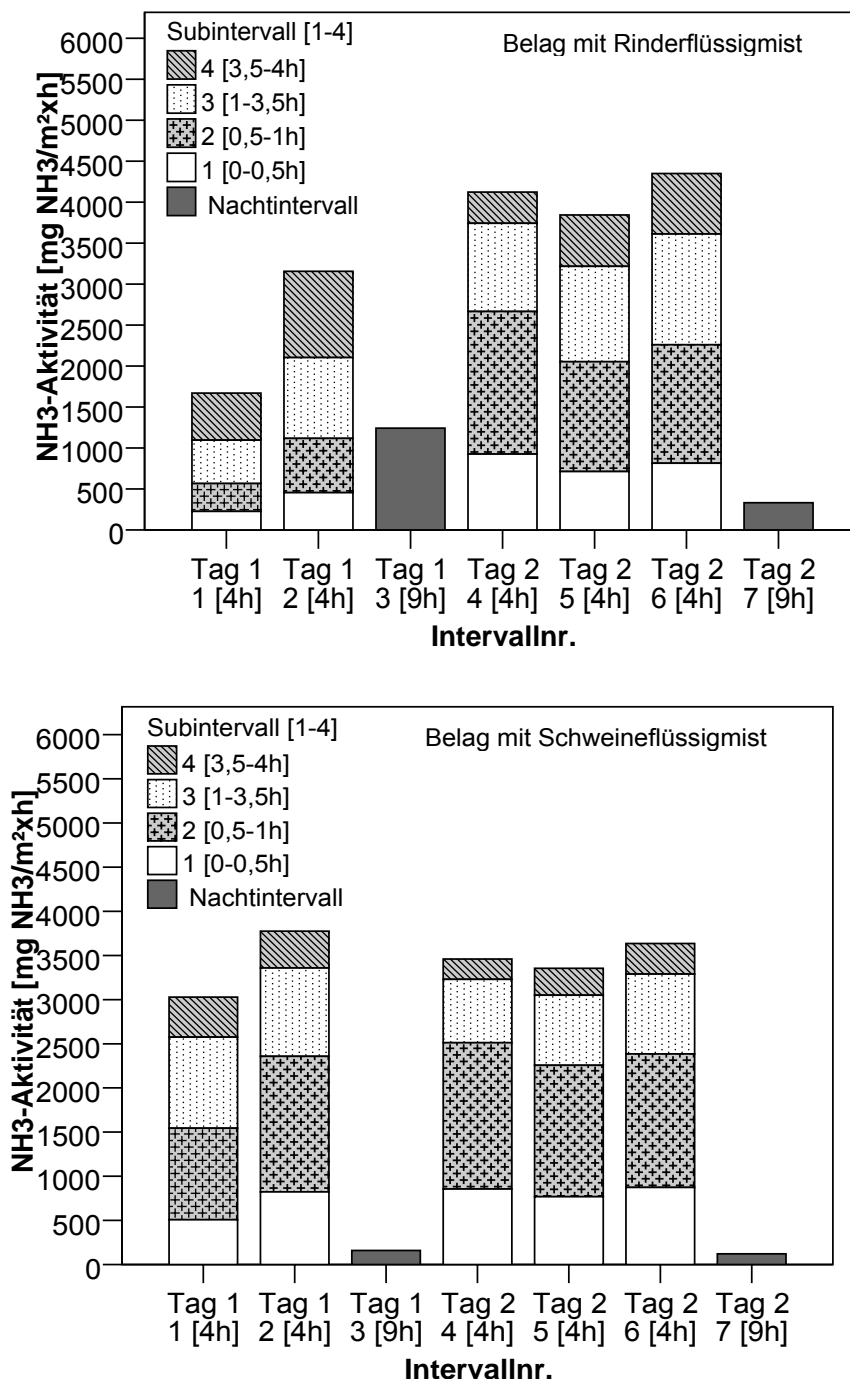 Subintervall [1-4]
4 [3,5-4h]
3 [1-3,5h]
2 [0,5-1h]
1 [0-0,5h]
Nachtintervall
Belag mit Rinderflüssigmist
NH3-Aktivität [mg NH3/m²xh]
6000
5500
5000
4500
4000
3500
3000
2500
2000
1500
1000
500
0
Tag 1 Tag 1 Tag 1 Tag 2 Tag 2 Tag 2 Tag 2
1 [4h] 2 [4h] 3 [9h] 4 [4h] 5 [4h] 6 [4h] 7 [9h]
Intervallnr.
Subintervall [1-4]
4 [3,5-4h]
3 [1-3,5h]
2 [0,5-1h]
1 [0-0,5h]
Nachtintervall
Belag mit Schweineflüssigmist
NH3-Aktivität [mg NH3/m²xh]
6000
5500
5000
4500
4000
3500
3000
2500
2000
1500
1000
500
0
Tag 1 Tag 1 Tag 1 Tag 2 Tag 2 Tag 2 Tag 2
1 [4h] 2 [4h] 3 [9h] 4 [4h] 5 [4h] 6 [4h] 7 [9h]
Intervallnr.